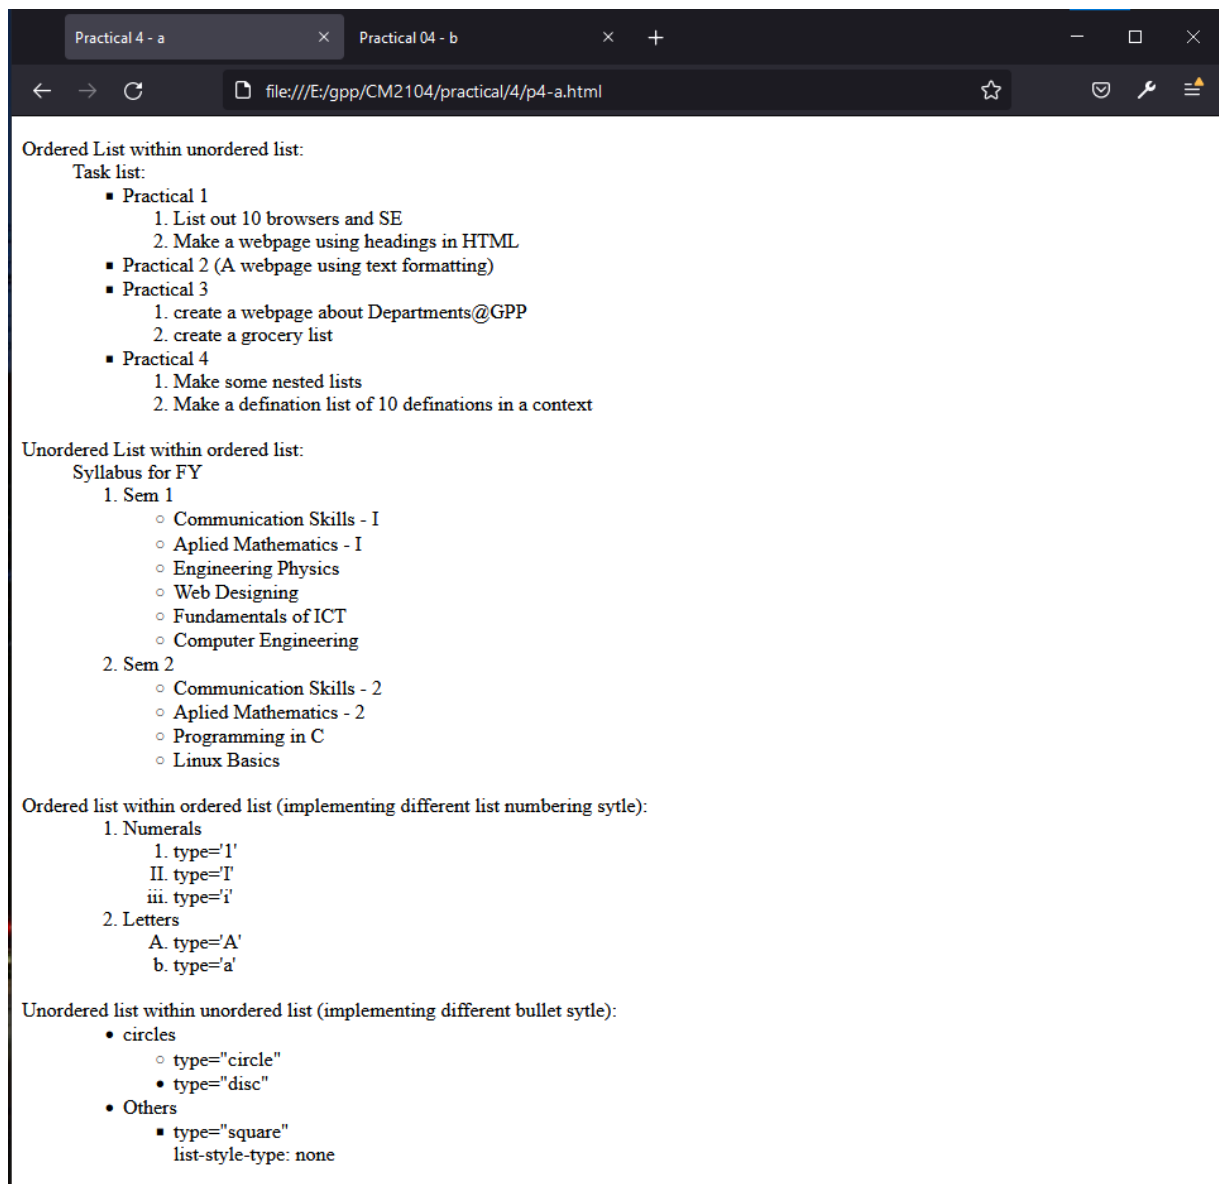 Practical 4 - a
Practical 04 - b
file:///E:/gpp/CM2104/practical/4/p4-a.html
Ordered List within unordered list:
Task list:
▪ Practical 1
1. List out 10 browsers and SE
2. Make a webpage using headings in HTML
▪ Practical 2 (A webpage using text formatting)
▪ Practical 3
1. create a webpage about Departments@GPP
2. create a grocery list
▪ Practical 4
1. Make some nested lists
2. Make a defination list of 10 definations in a context
Unordered List within ordered list:
Syllabus for FY
1. Sem 1
◦ Communication Skills - I
◦ Aplied Mathematics - I
◦ Engineering Physics
◦ Web Designing
◦ Fundamentals of ICT
◦ Computer Engineering
2. Sem 2
◦ Communication Skills - 2
◦ Aplied Mathematics - 2
◦ Programming in C
◦ Linux Basics
Ordered list within ordered list (implementing different list numbering sytle):
1. Numerals
1. type='1'
II. type='I'
iii. type='i'
2. Letters
A. type='A'
b. type='a'
Unordered list within unordered list (implementing different bullet sytle):
• circles
◦ type="circle"
• type="disc"
• Others
▪ type="square"
list-style-type: none